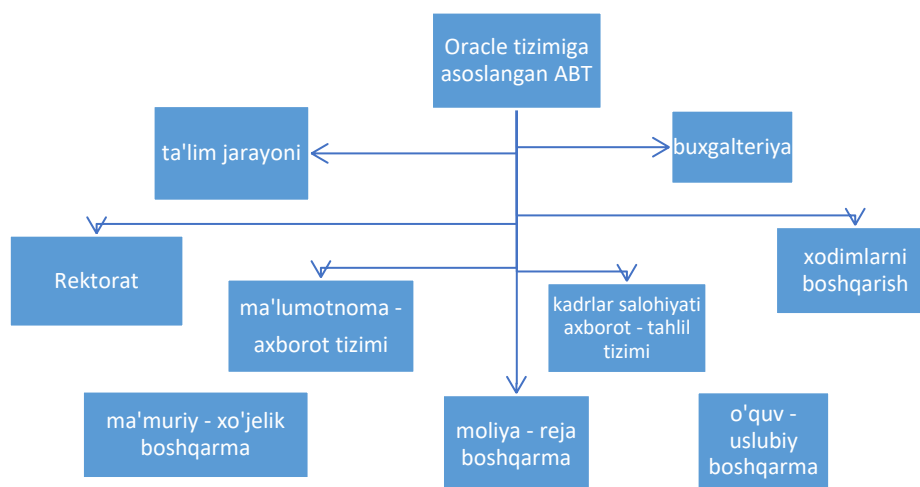 Oracle tizimiga
asoslangan ABT
ta'lim jarayoni
buxgalteriya
Rektorat
xodimlarni
boshqarish
ma'lumotnoma -
axborot tizimi
kadrlar salohiyati
axborot - tahlil
tizimi
ma'muriy - xo'jelik
boshqarma
moliya - reja
boshqarma
o'quv -
uslubiy
boshqarma